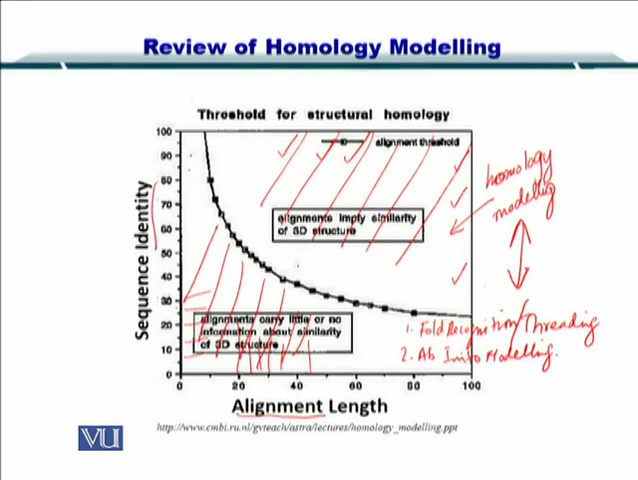 Review of Homology Modelling
Threshold for structural homology
alignment threshold
100
90
80
70
60
50
40
30
20
10
0
Sequence Identity
alignments imply similarity
of 3D structure
alignments carry little or no
information about similarity
of 3D structure
homology
modelling
1. Fold Recognition/Threading
2. Ab Initio Modelling.
0
20
40
60
80
100
Alignment Length
http://www.cmbi.ru.nl/gvteach/astra/lectures/homology_modelling.ppt
VU